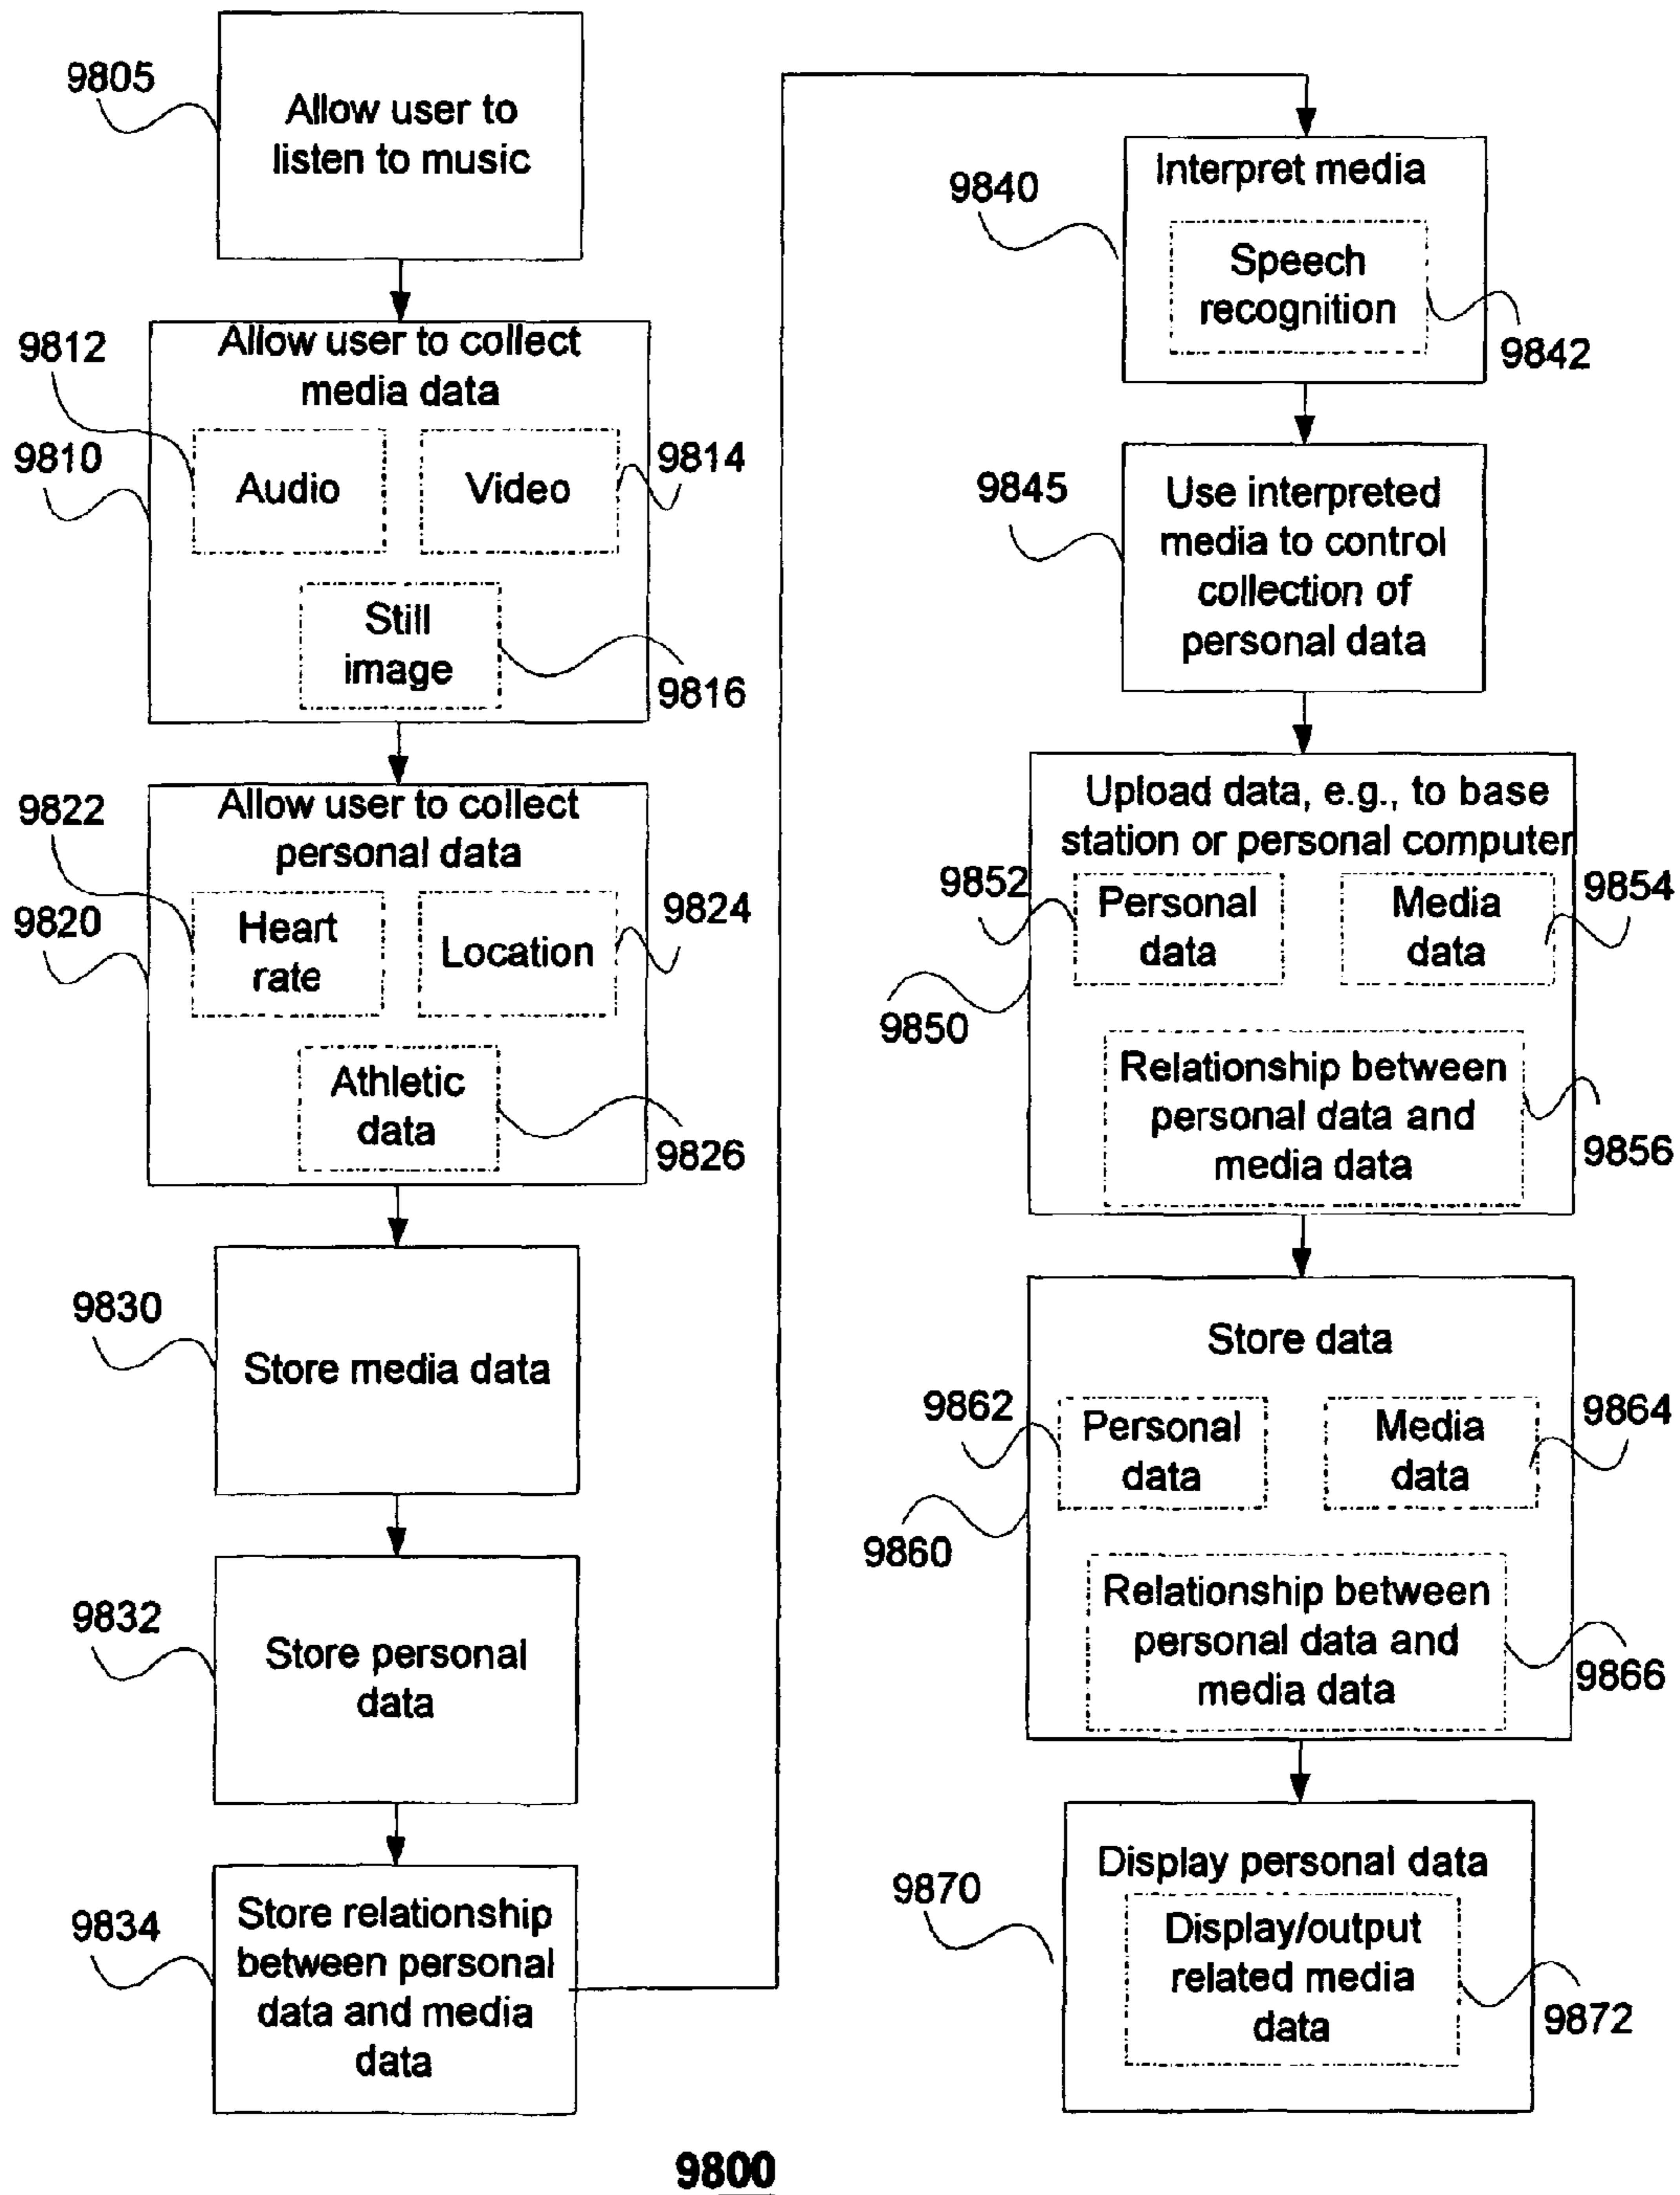 9805
Allow user to
listen to music
Allow user to collect
media data
9812
9810
Audio
Video
9814
Still
image
9816
Allow user to collect
personal data
9822
9820
Heart
rate
Location
9824
Athletic
data
9826
9830
Store media data
9832
Store personal
data
9834
Store relationship
between personal
data and media
data
Interpret media
9840
Speech
recognition
9842
9845
Use interpreted
media to control
collection of
personal data
Upload data, e.g., to base
station or personal computer
9852
Personal
data
Media
data
9854
9850
Relationship between
personal data and
media data
9856
Store data
9862
Personal
data
Media
data
9864
9860
Relationship between
personal data and
media data
9866
Display personal data
9870
Display/output
related media
data
9872
9800